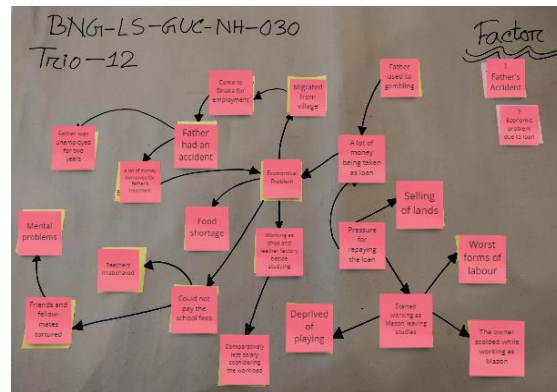 BNG-LS-GUC-NH-030
Trio-12
Factor
1
Father's
Accident
2
Economic
problem
due to loan
Came to
Dhaka for
employment
Migrated
from
village
Father
used to
gambling
Father was
unemployed
for two
years
Father
had an
accident
A lot of money
borrowed for
father's
treatment
Economical
Problem
A lot of
money
being taken
as loan
Selling
of lands
Food
shortage
Pressure
for
repaying
the loan
Mental
problems
Teachers
misbehaved
Working as
shoe and
leather factory
beside
studying
Worst
forms of
labour
Friends and
fellow-
mates
tortured
Could not
pay the
school fees
Deprived
of
playing
Started
working as
Mason leaving
studies
Comparatively
less salary
considering
the workload
The owner
scolded while
working as
Mason